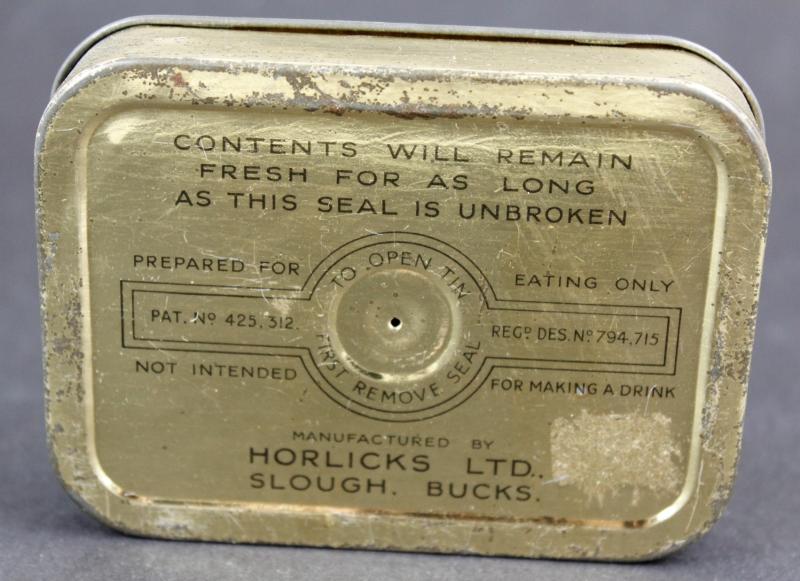 CONTENTS WILL REMAIN
FRESH FOR AS LONG
AS THIS SEAL IS UNBROKEN
PREPARED FOR
EATING ONLY
TO OPEN TIN
FIRST REMOVE SEAL
PAT. Nº 425,312.
REGᴰ DES. Nº 794,715
NOT INTENDED
FOR MAKING A DRINK
MANUFACTURED BY
HORLICKS LTD.,
SLOUGH. BUCKS.